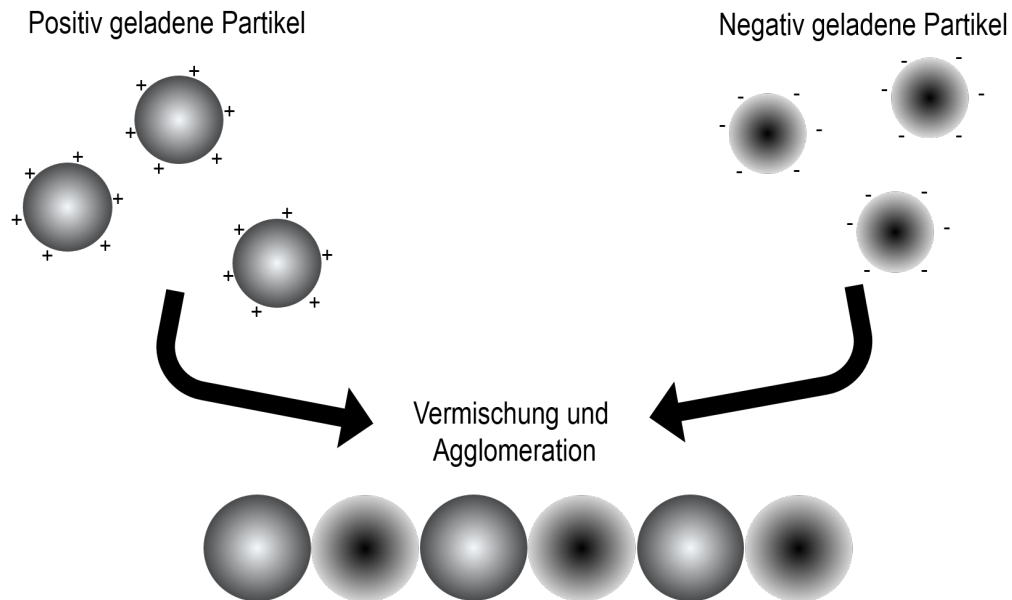 Positiv geladene Partikel
Negativ geladene Partikel
+ + + + + +
+ + + + + +
+ + + + + +
- - - - - -
- - - - - -
- - - - - -
Vermischung und
Agglomeration